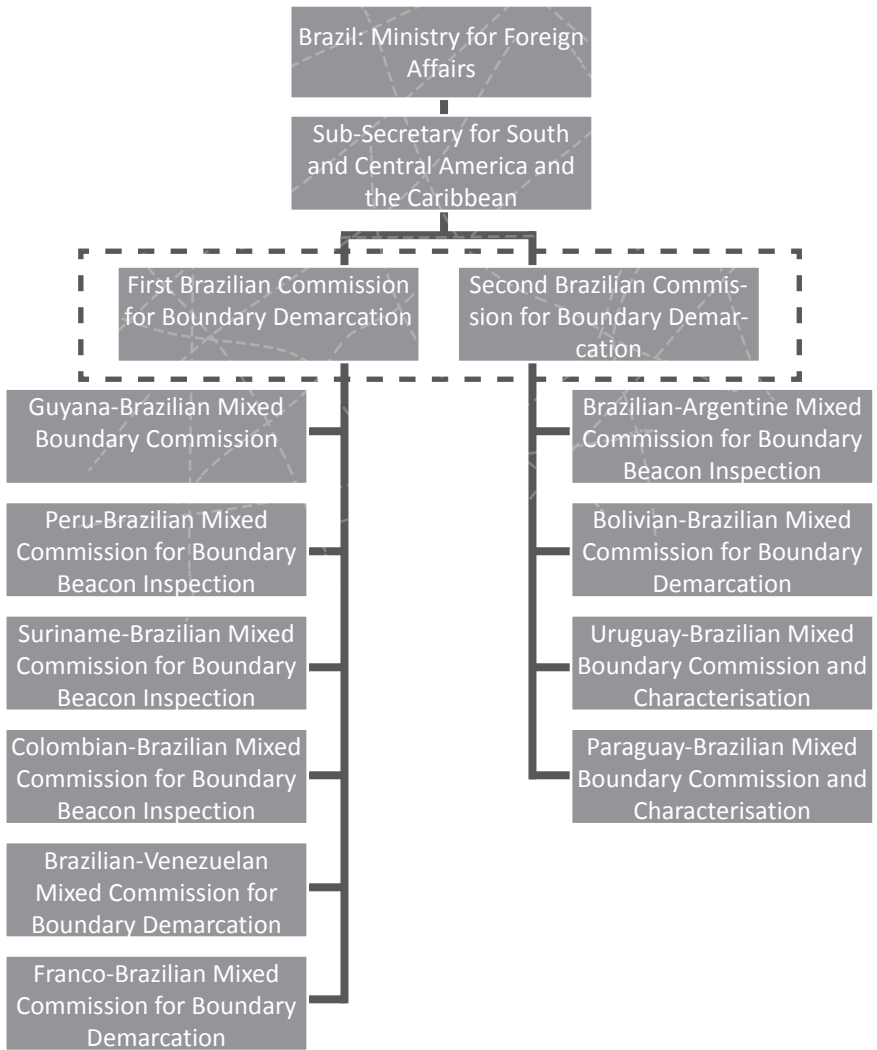 Brazil: Ministry for Foreign
Affairs
Sub-Secretary for South
and Central America and
the Caribbean
First Brazilian Commission
for Boundary Demarcation
Second Brazilian Commis-
sion for Boundary Demar-
cation
Guyana-Brazilian Mixed
Boundary Commission
Peru-Brazilian Mixed
Commission for Boundary
Beacon Inspection
Suriname-Brazilian Mixed
Commission for Boundary
Beacon Inspection
Colombian-Brazilian Mixed
Commission for Boundary
Beacon Inspection
Brazilian-Venezuelan
Mixed Commission for
Boundary Demarcation
Franco-Brazilian Mixed
Commission for Boundary
Demarcation
Brazilian-Argentine Mixed
Commission for Boundary
Beacon Inspection
Bolivian-Brazilian Mixed
Commission for Boundary
Demarcation
Uruguay-Brazilian Mixed
Boundary Commission and
Characterisation
Paraguay-Brazilian Mixed
Boundary Commission and
Characterisation